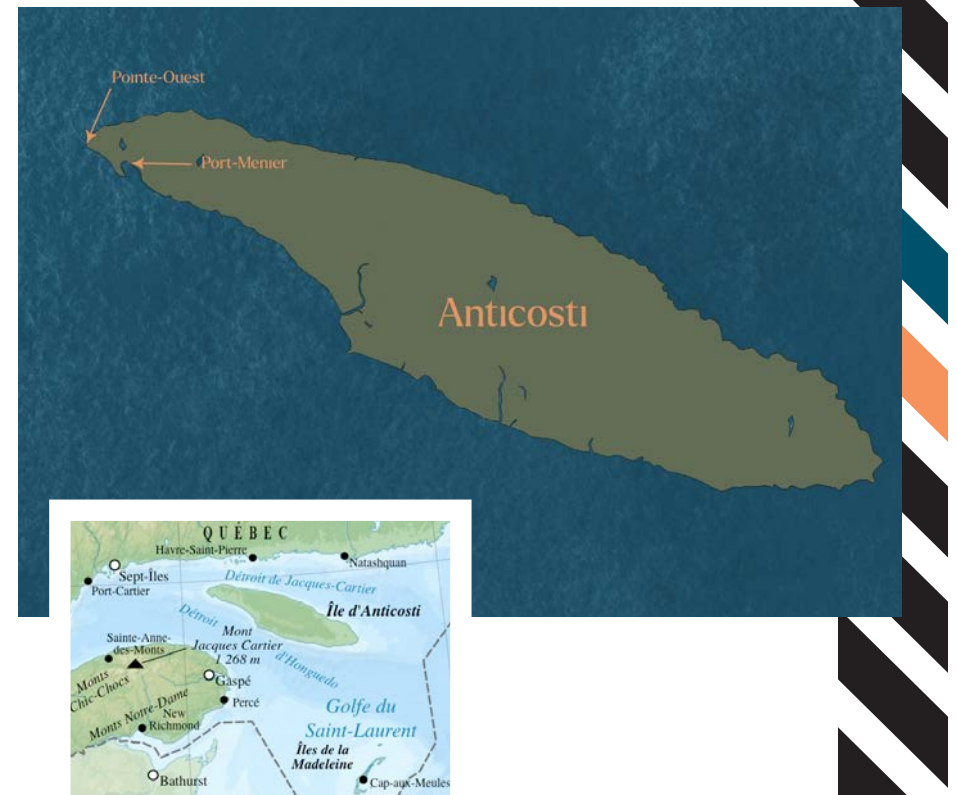 Pointe-Ouest
Port-Menier
Anticosti
QUÉBEC
Havre-Saint-Pierre
Natashquan
Sept-Îles
Port-Cartier
Détroit de Jacques-Cartier
Île d'Anticosti
Détroit
d'Honguedo
Sainte-Anne-
des-Monts
Mont
Jacques Cartier
1 268 m
Monts
Chic-Chocs
Gaspé
Percé
Monts Notre-Dame
New
Richmond
Golfe du
Saint-Laurent
Îles de la
Madeleine
Bathurst
Cap-aux-Meules